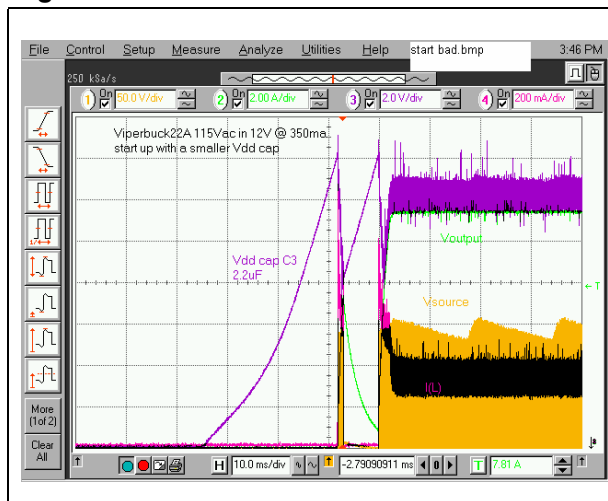 File Control Setup Measure Analyze Utilities Help start bad.bmp 3:46 PM
250 kSa/s
1 On 50.0 V/div 2 On 2.00 A/div 3 On 2.0 V/div 4 On 200 mA/div
Viperbuck22A 115Vac in 12V @ 350ma
start up with a smaller Vdd cap
Voutput
Vdd cap C3
2.2uF
T
Vsource
I(L)
More
(1of 2)
Clear
All
H 10.0 ms/div -2.79090911 ms 0 T 7.81 A